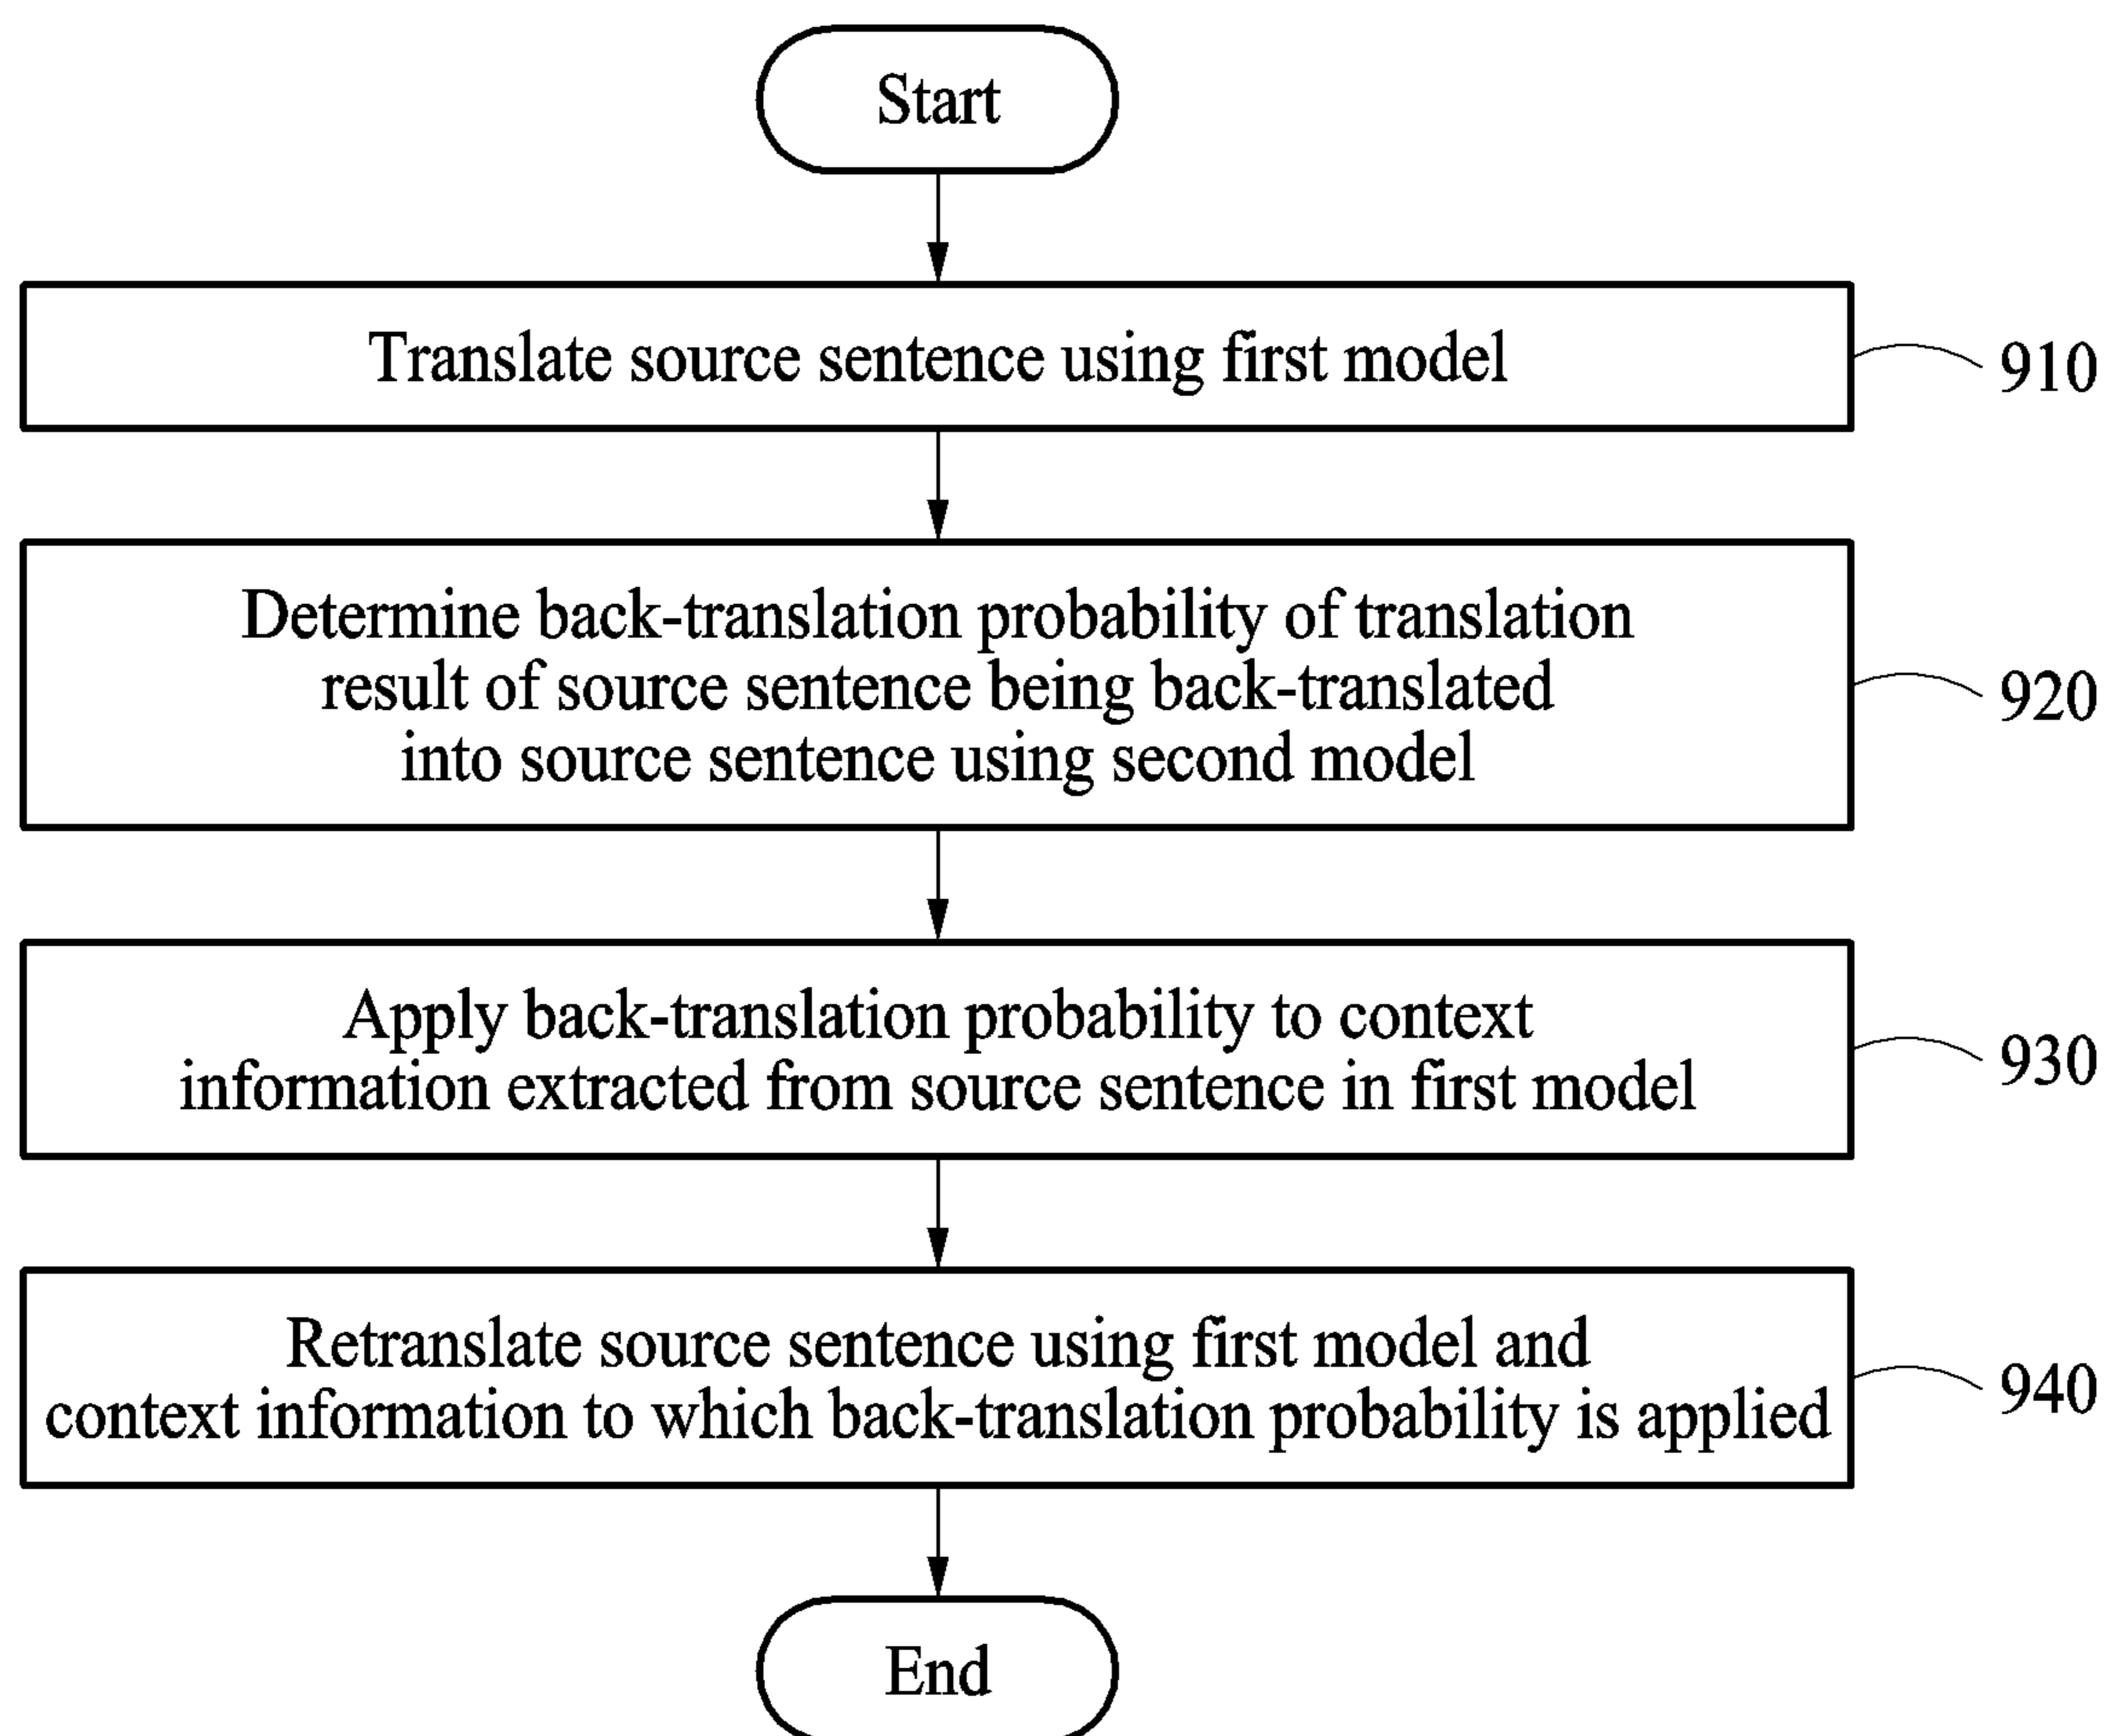 Start
Translate source sentence using first model
910
Determine back-translation probability of translation
result of source sentence being back-translated
into source sentence using second model
920
Apply back-translation probability to context
information extracted from source sentence in first model
930
Retranslate source sentence using first model and
context information to which back-translation probability is applied
940
End